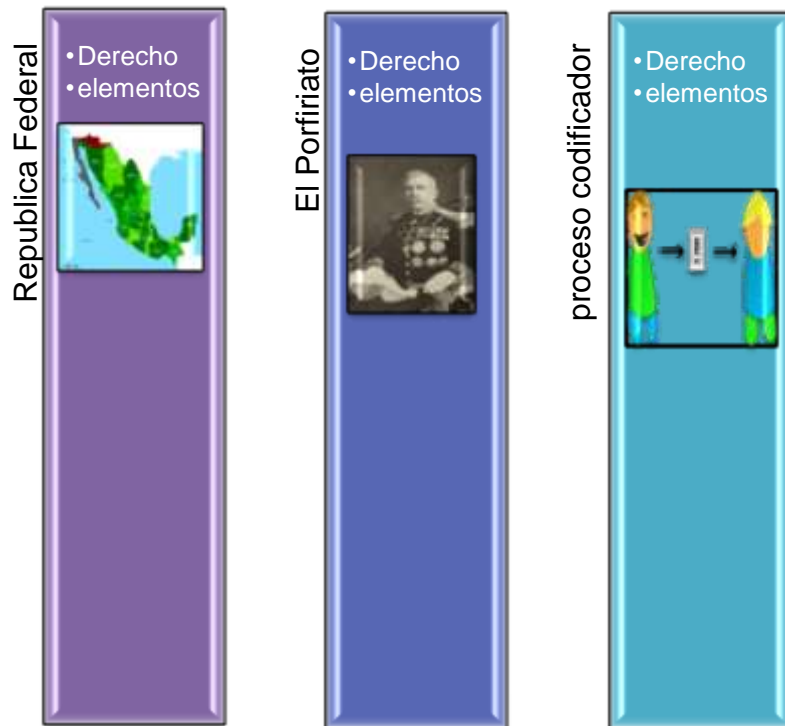 Republica Federal
•Derecho
•elementos
El Porfiriato
•Derecho
•elementos
proceso codificador
•Derecho
•elementos